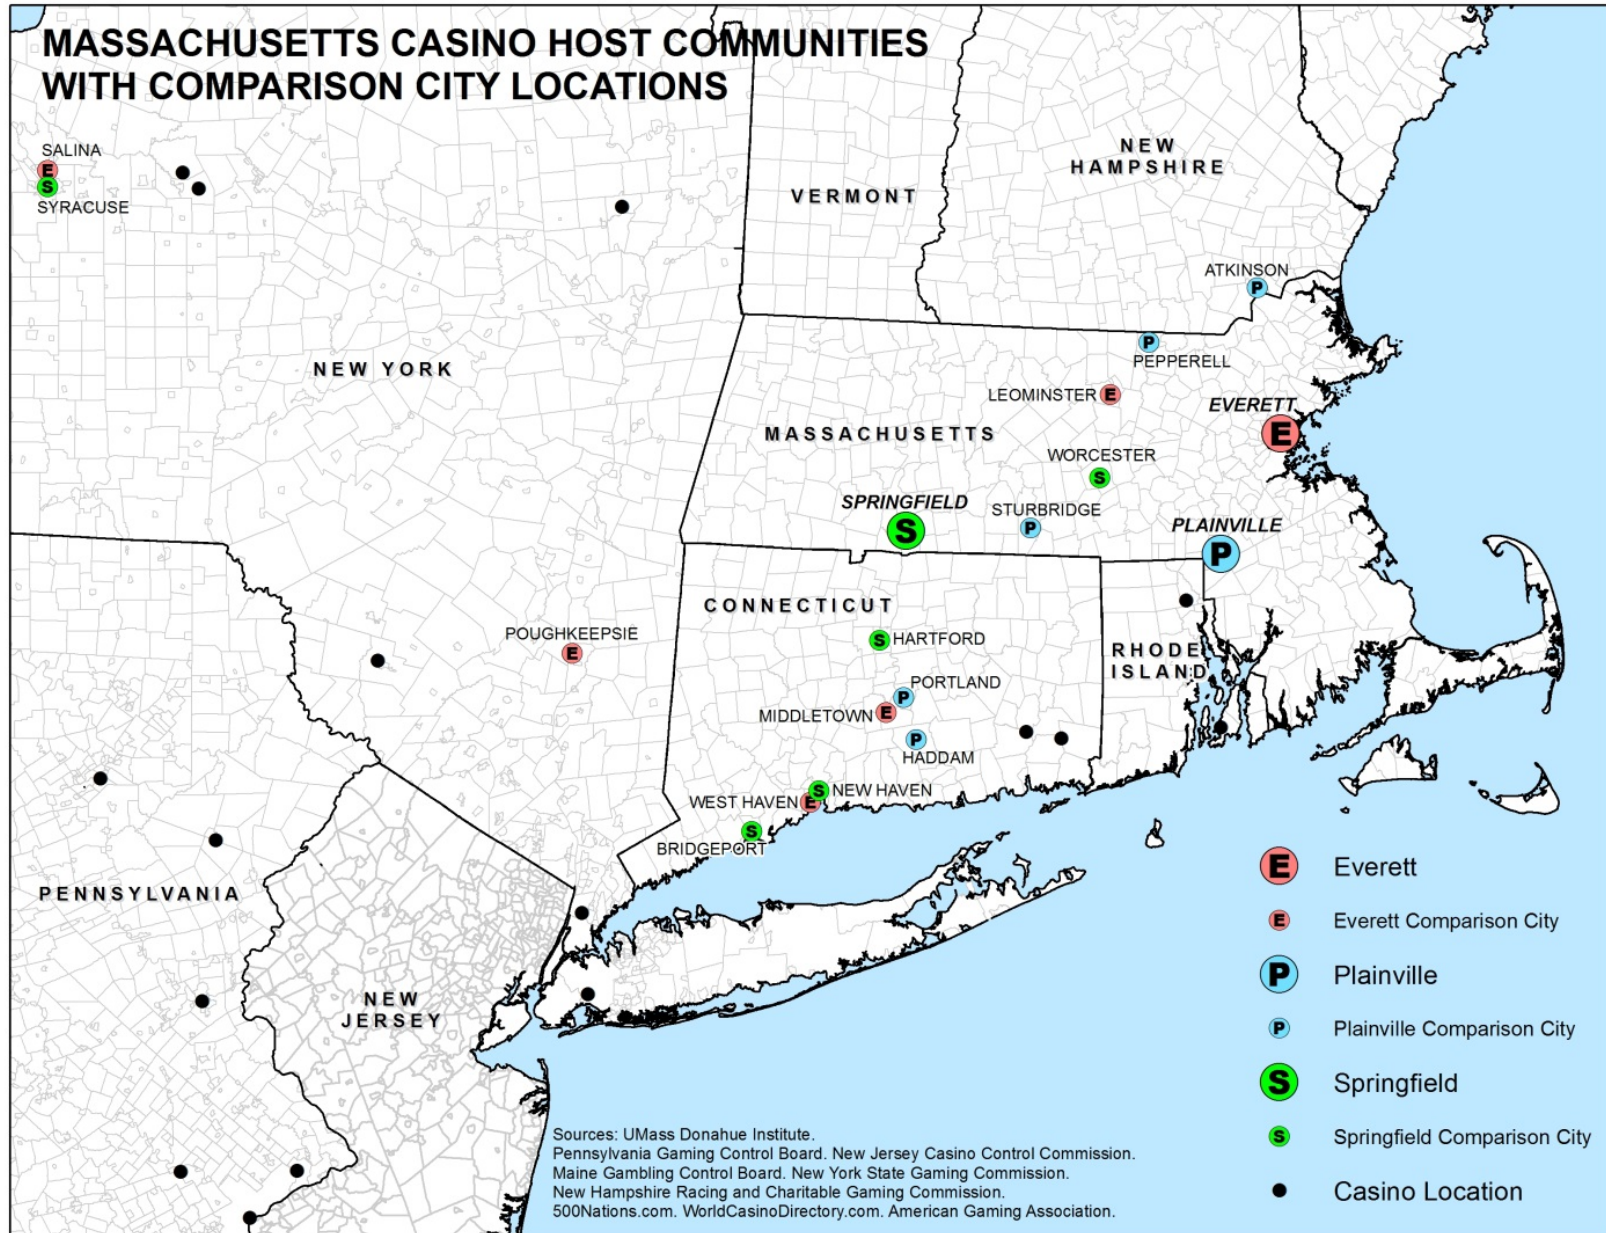 MASSACHUSETTS CASINO HOST COMMUNITIES
WITH COMPARISON CITY LOCATIONS
SALINA
E
S
SYRACUSE
VERMONT
NEW
HAMPSHIRE
ATKINSON
P
NEW YORK
P
PEPPERELL
LEOMINSTER E
EVERETT
E
MASSACHUSETTS
WORCESTER
S
SPRINGFIELD
S
STURBRIDGE
P
PLAINVILLE
P
CONNECTICUT
POUGHKEEPSIE
E
S HARTFORD
RHODE
ISLAND
PORTLAND
P
MIDDLETOWN E
P
HADDAM
S NEW HAVEN
WEST HAVEN E
S
BRIDGEPORT
PENNSYLVANIA
NEW
JERSEY
E Everett
E Everett Comparison City
P Plainville
P Plainville Comparison City
S Springfield
S Springfield Comparison City
Casino Location
Sources: UMass Donahue Institute.
Pennsylvania Gaming Control Board. New Jersey Casino Control Commission.
Maine Gambling Control Board. New York State Gaming Commission.
New Hampshire Racing and Charitable Gaming Commission.
500Nations.com. WorldCasinoDirectory.com. American Gaming Association.